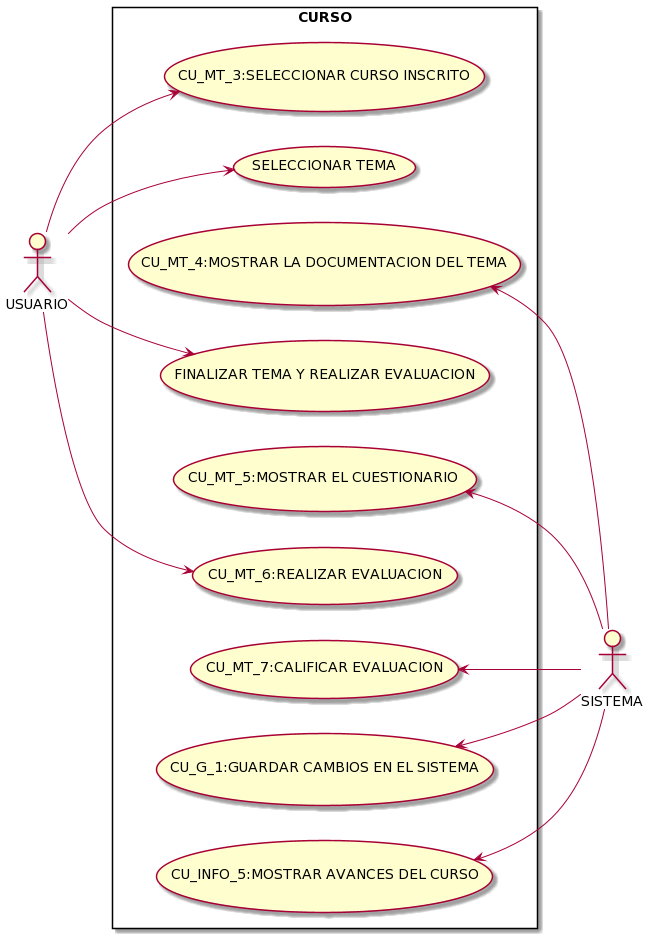 CURSO
CU_MT_3:SELECCIONAR CURSO INSCRITO
SELECCIONAR TEMA
CU_MT_4:MOSTRAR LA DOCUMENTACION DEL TEMA
USUARIO
FINALIZAR TEMA Y REALIZAR EVALUACION
CU_MT_5:MOSTRAR EL CUESTIONARIO
CU_MT_6:REALIZAR EVALUACION
CU_MT_7:CALIFICAR EVALUACION
SISTEMA
CU_G_1:GUARDAR CAMBIOS EN EL SISTEMA
CU_INFO_5:MOSTRAR AVANCES DEL CURSO